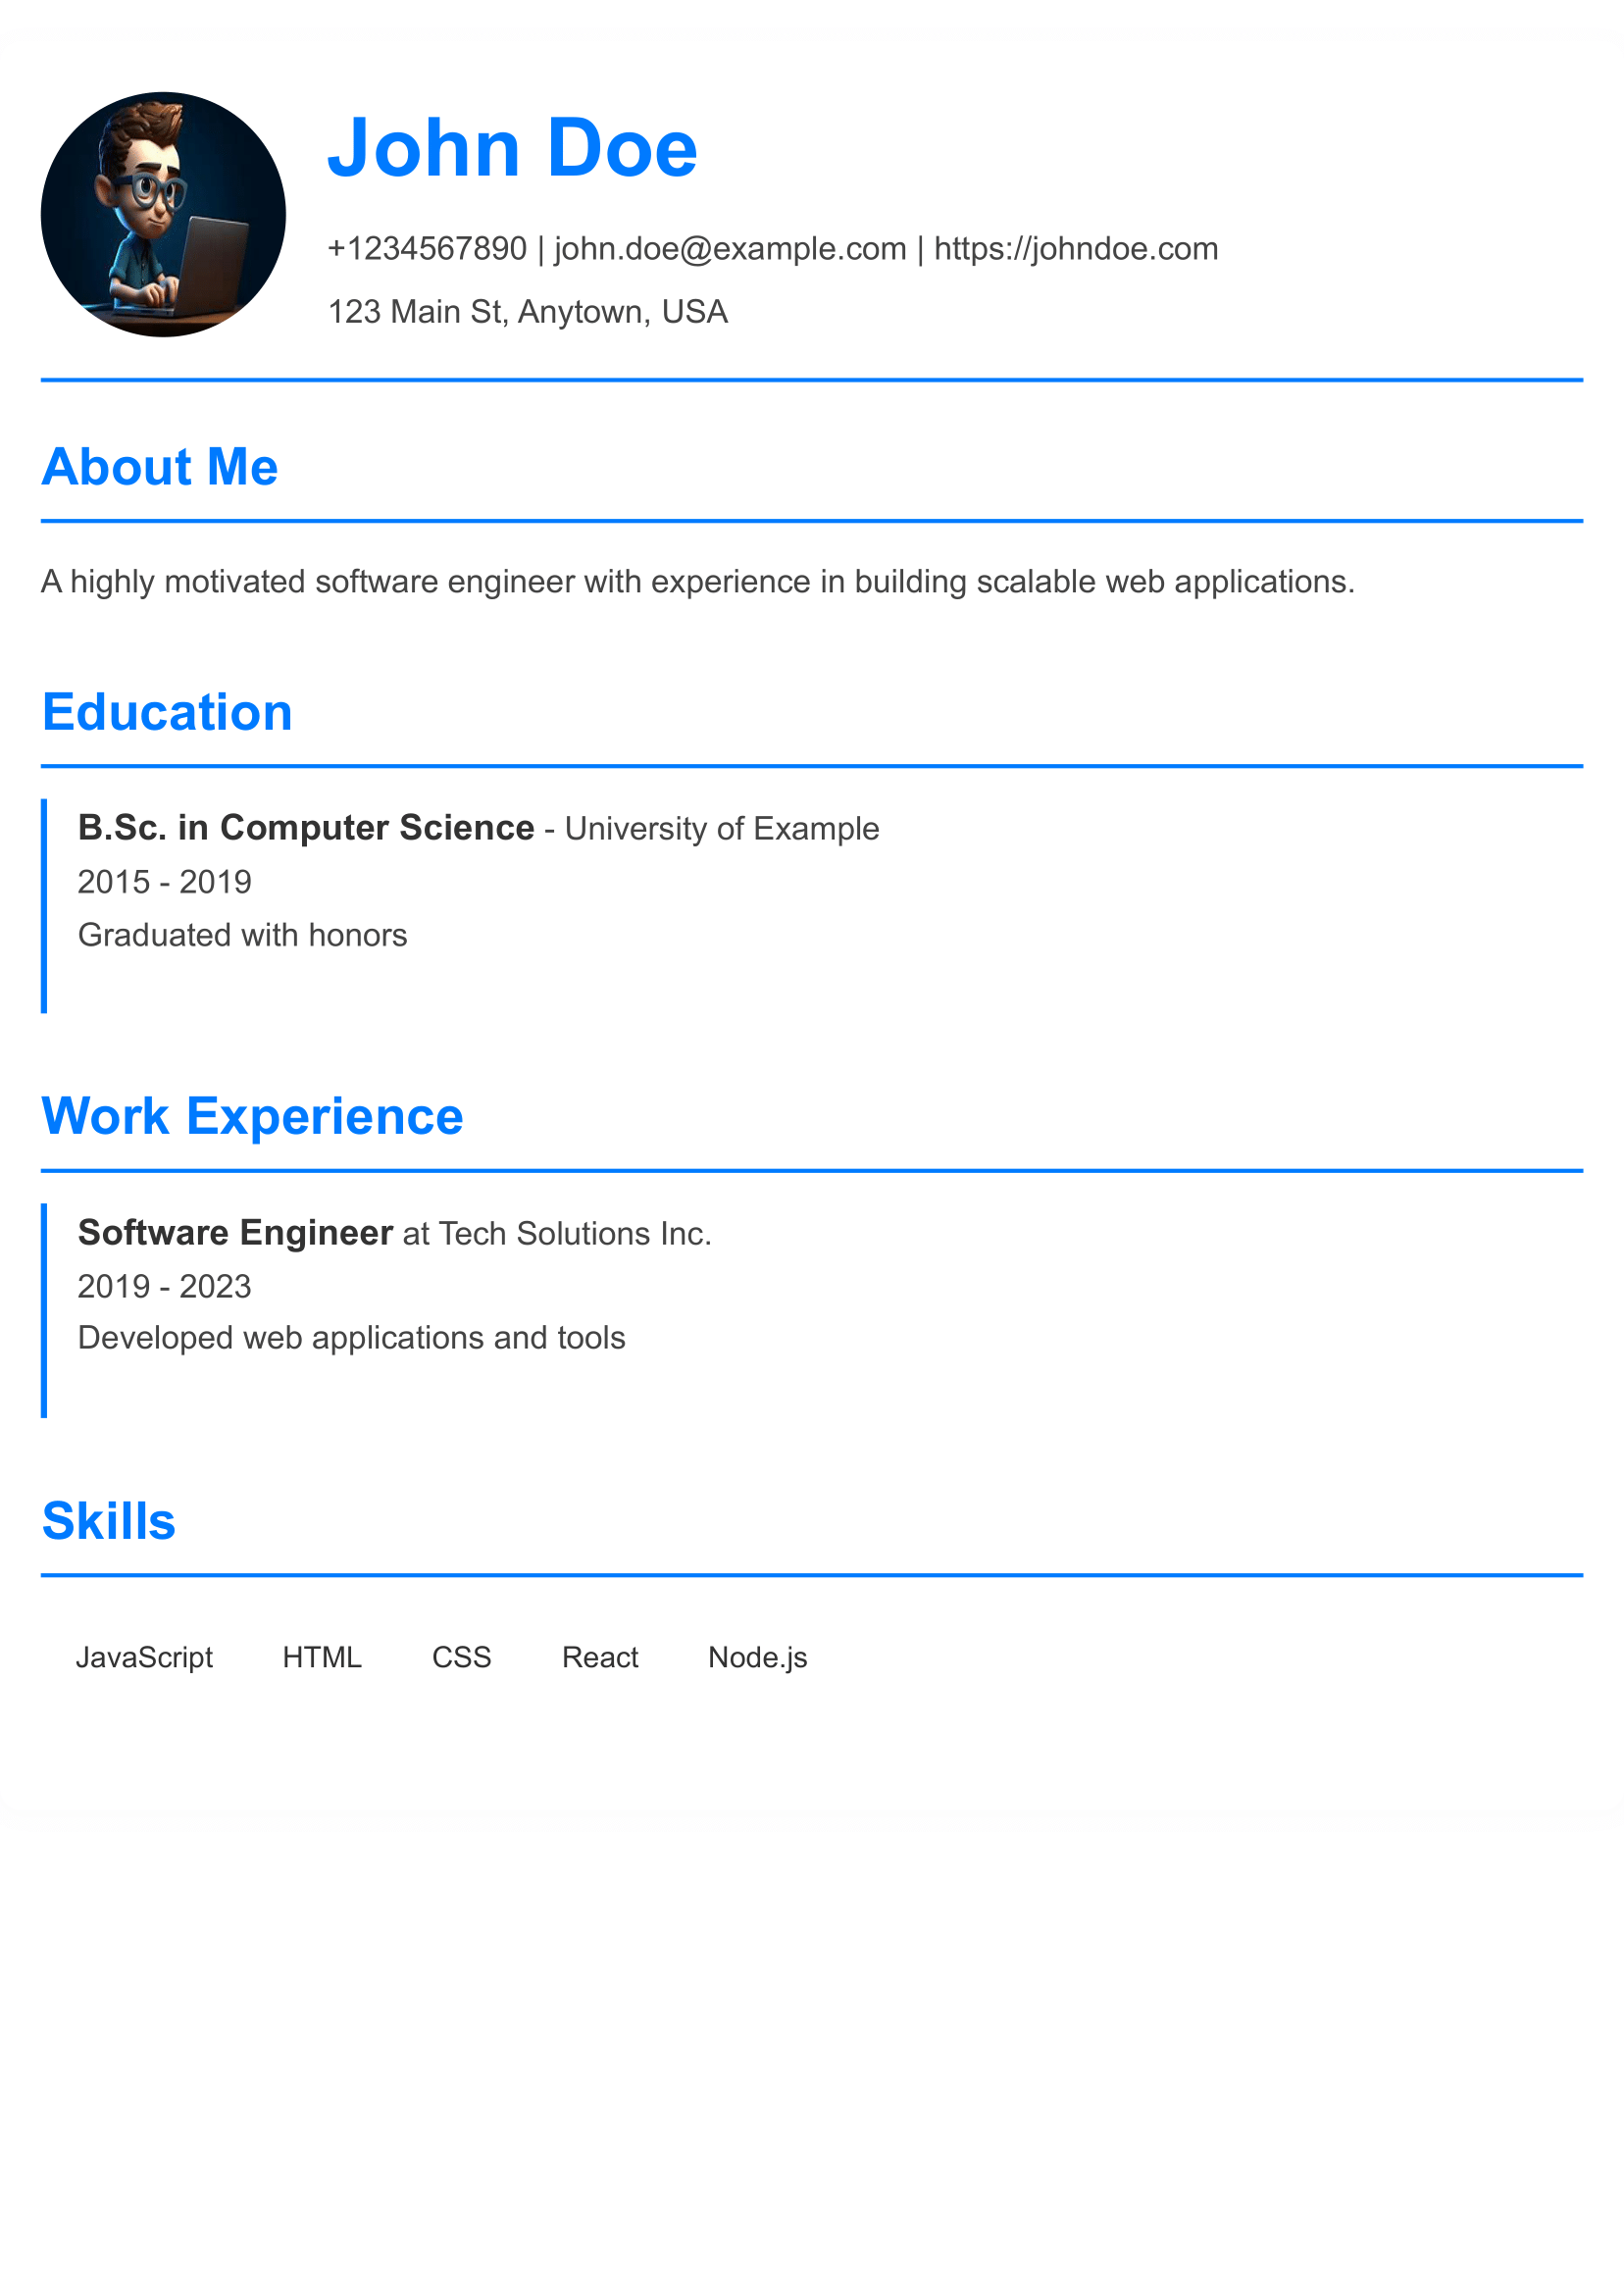 John Doe
+1234567890 | john.doe@example.com | https://johndoe.com
123 Main St, Anytown, USA
About Me
A highly motivated software engineer with experience in building scalable web applications.
Education
B.Sc. in Computer Science - University of Example
2015 - 2019
Graduated with honors
Work Experience
Software Engineer at Tech Solutions Inc.
2019 - 2023
Developed web applications and tools
Skills
JavaScript HTML CSS React Node.js